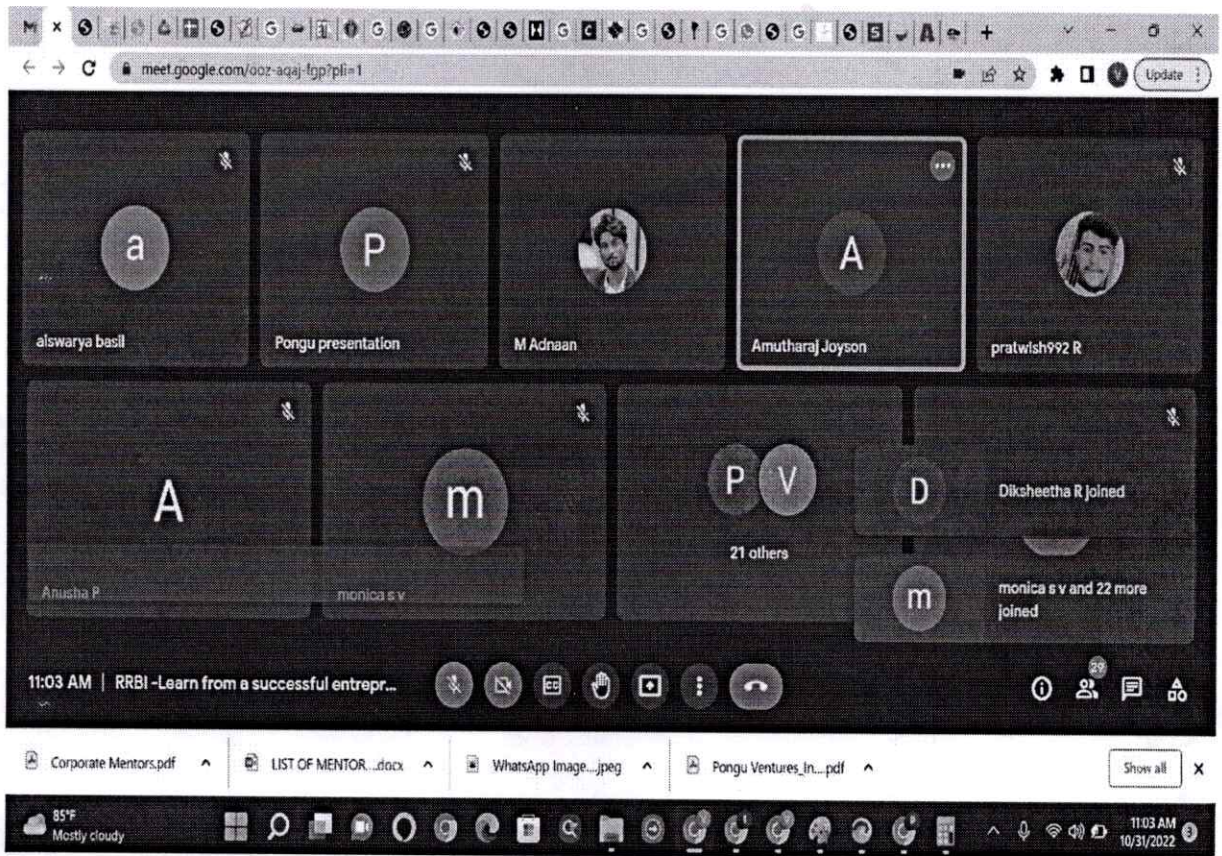 meet.google.com/ooz-aqaj-fgp?pli=1
Update
a
aiswarya basil
P
Pongu presentation
M Adnaan
A
Amutharaj Joyson
pratwish992 R
A
Anusha P
m
monica s v
P V
21 others
D
Diksheetha R joined
m
monica s v and 22 more
joined
11:03 AM | RRBI -Learn from a successful entrepr...
CC
29
Corporate Mentors.pdf
LIST OF MENTOR....docx
WhatsApp Image....jpeg
Pongu Ventures_In....pdf
Show all
85°F
Mostly cloudy
11:03 AM
10/31/2022